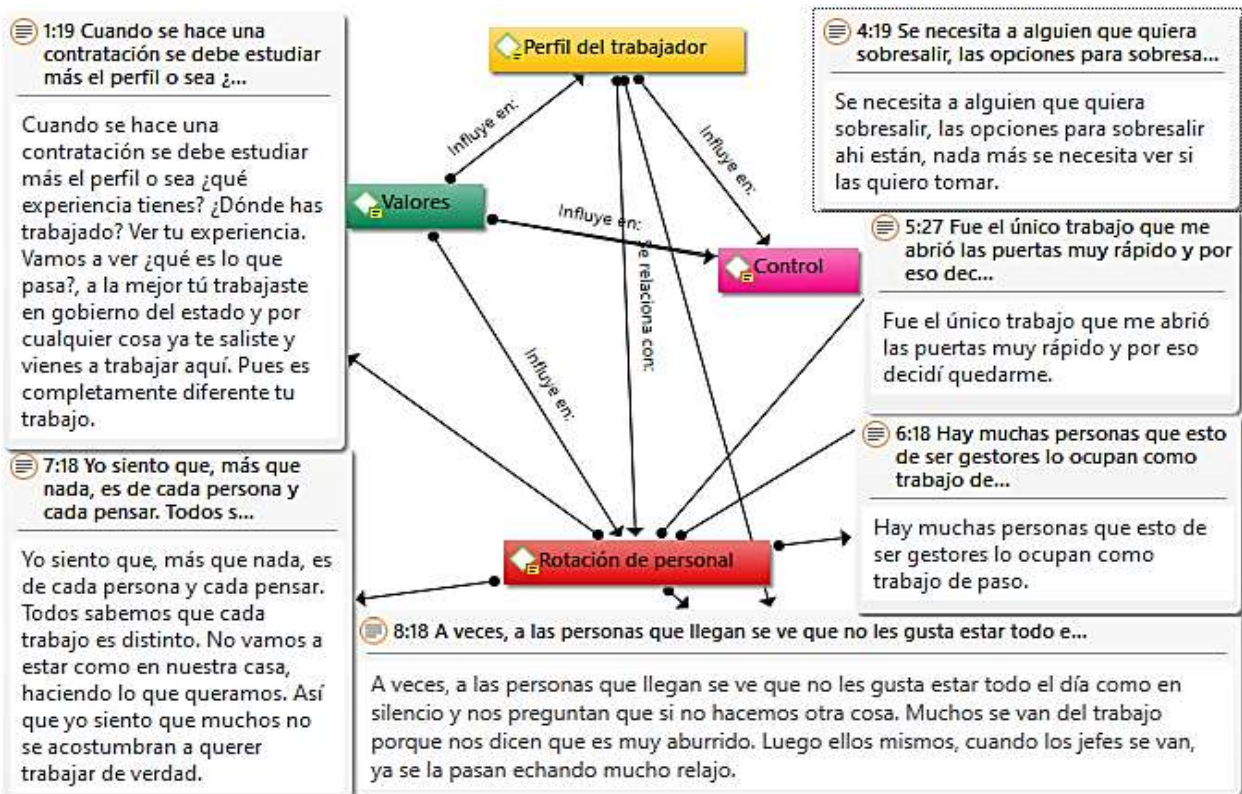 1:19 Cuando se hace una
contratación se debe estudiar
más el perfil o sea ¿...
Cuando se hace una
contratación se debe estudiar
más el perfil o sea ¿qué
experiencia tienes? ¿Dónde has
trabajado? Ver tu experiencia.
Vamos a ver ¿qué es lo que
pasa?, a la mejor tú trabajaste
en gobierno del estado y por
cualquier cosa ya te saliste y
vienes a trabajar aquí. Pues es
completamente diferente tu
trabajo.
Perfil del trabajador
4:19 Se necesita a alguien que quiera
sobresalir, las opciones para sobresa...
Se necesita a alguien que quiera
sobresalir, las opciones para sobresalir
ahi están, nada más se necesita ver si
las quiero tomar.
Influye en:
Influye en:
Valores
Influye en:
se relaciona con:
Control
Influye en:
5:27 Fue el único trabajo que me
abrió las puertas muy rápido y por
eso dec...
Fue el único trabajo que me abrió
las puertas muy rápido y por eso
decidí quedarme.
6:18 Hay muchas personas que esto
de ser gestores lo ocupan como
trabajo de...
Hay muchas personas que esto de
ser gestores lo ocupan como
trabajo de paso.
7:18 Yo siento que, más que
nada, es de cada persona y
cada pensar. Todos s...
Yo siento que, más que nada, es
de cada persona y cada pensar.
Todos sabemos que cada
trabajo es distinto. No vamos a
estar como en nuestra casa,
haciendo lo que queramos. Así
que yo siento que muchos no
se acostumbran a querer
trabajar de verdad.
Rotación de personal
8:18 A veces, a las personas que llegan se ve que no les gusta estar todo e...
A veces, a las personas que llegan se ve que no les gusta estar todo el día como en
silencio y nos preguntan que si no hacemos otra cosa. Muchos se van del trabajo
porque nos dicen que es muy aburrido. Luego ellos mismos, cuando los jefes se van,
ya se la pasan echando mucho relajo.